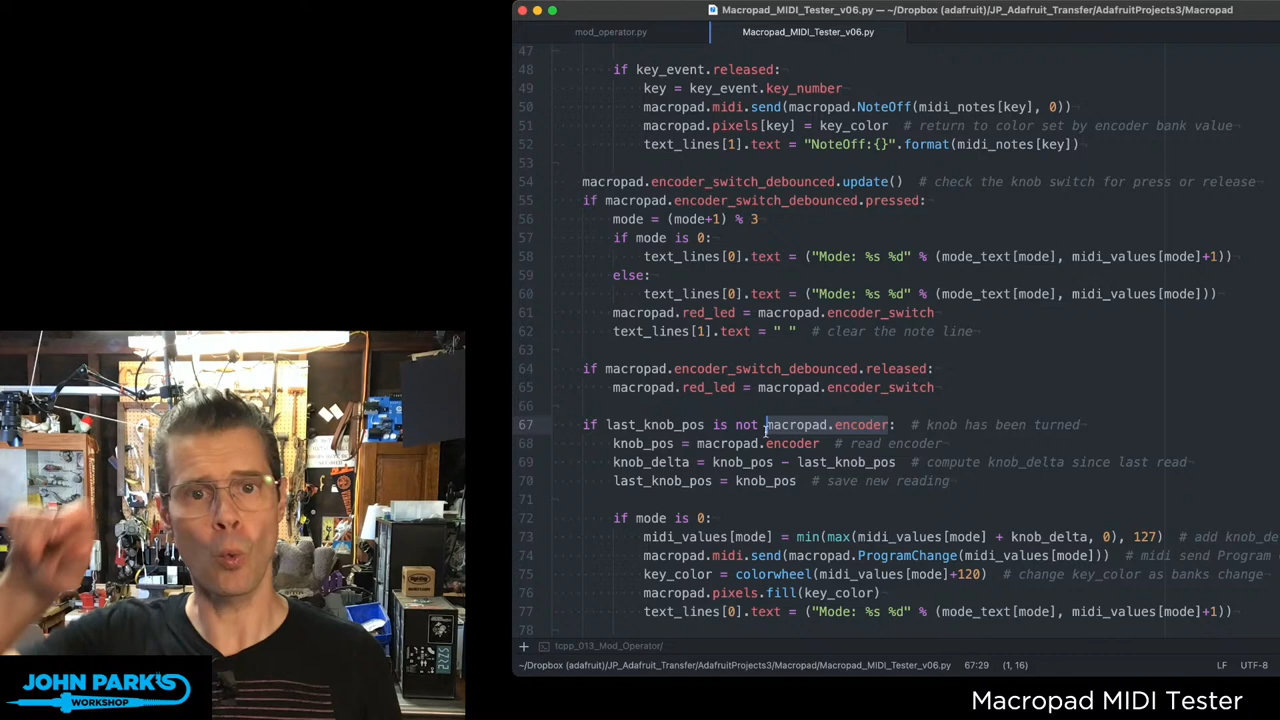 Macropad_MIDI_Tester_v06.py — ~/Dropbox (adafruit)/JP_Adafruit_Transfer/AdafruitProjects3/Macropad
mod_operator.py
Macropad_MIDI_Tester_v06.py
47
48 if key_event.released:
49 key = key_event.key_number
50 macropad.midi.send(macropad.NoteOff(midi_notes[key], 0))
51 macropad.pixels[key] = key_color # return to color set by encoder bank value
52 text_lines[1].text = "NoteOff:{}".format(midi_notes[key])
53
54 macropad.encoder_switch_debounced.update() # check the knob switch for press or release
55 if macropad.encoder_switch_debounced.pressed:
56 mode = (mode+1) % 3
57 if mode is 0:
58 text_lines[0].text = ("Mode: %s %d" % (mode_text[mode], midi_values[mode]+1))
59 else:
60 text_lines[0].text = ("Mode: %s %d" % (mode_text[mode], midi_values[mode]))
61 macropad.red_led = macropad.encoder_switch
62 text_lines[1].text = " " # clear the note line
63
64 if macropad.encoder_switch_debounced.released:
65 macropad.red_led = macropad.encoder_switch
66
67 if last_knob_pos is not macropad.encoder: # knob has been turned
68 knob_pos = macropad.encoder # read encoder
69 knob_delta = knob_pos - last_knob_pos # compute knob_delta since last read
70 last_knob_pos = knob_pos # save new reading
71
72 if mode is 0:
73 midi_values[mode] = min(max(midi_values[mode] + knob_delta, 0), 127) # add knob_de
74 macropad.midi.send(macropad.ProgramChange(midi_values[mode])) # midi send Program
75 key_color = colorwheel(midi_values[mode]+120) # change key_color as banks change
76 macropad.pixels.fill(key_color)
77 text_lines[0].text = ("Mode: %s %d" % (mode_text[mode], midi_values[mode]+1))
78
tcpp_013_Mod_Operator/
~/Dropbox (adafruit)/JP_Adafruit_Transfer/AdafruitProjects3/Macropad/Macropad_MIDI_Tester_v06.py 67:29 (1, 16) LF UTF-8
JOHN PARK'S
WORKSHOP
Macropad MIDI Tester